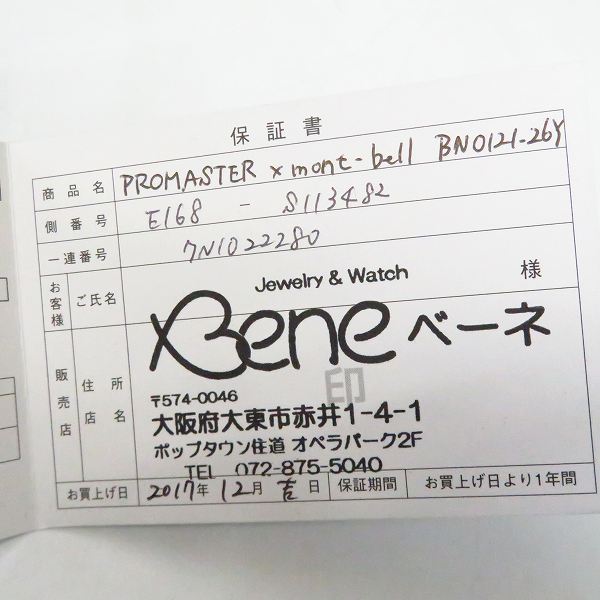 保証書
商品名 PROMASTER × mont-bell BN0121-26Y
側番号 E168 - S113482
一連番号 7N1022280
お客様 ご氏名 様
Jewelry & Watch
Bene ベーネ
販売店 住所 店名 印
〒574-0046
大阪府大東市赤井1-4-1
ポップタウン住道 オペラパーク2F
TEL 072-875-5040
お買上げ日 2017年 12月 吉日 保証期間 お買上げ日より1年間